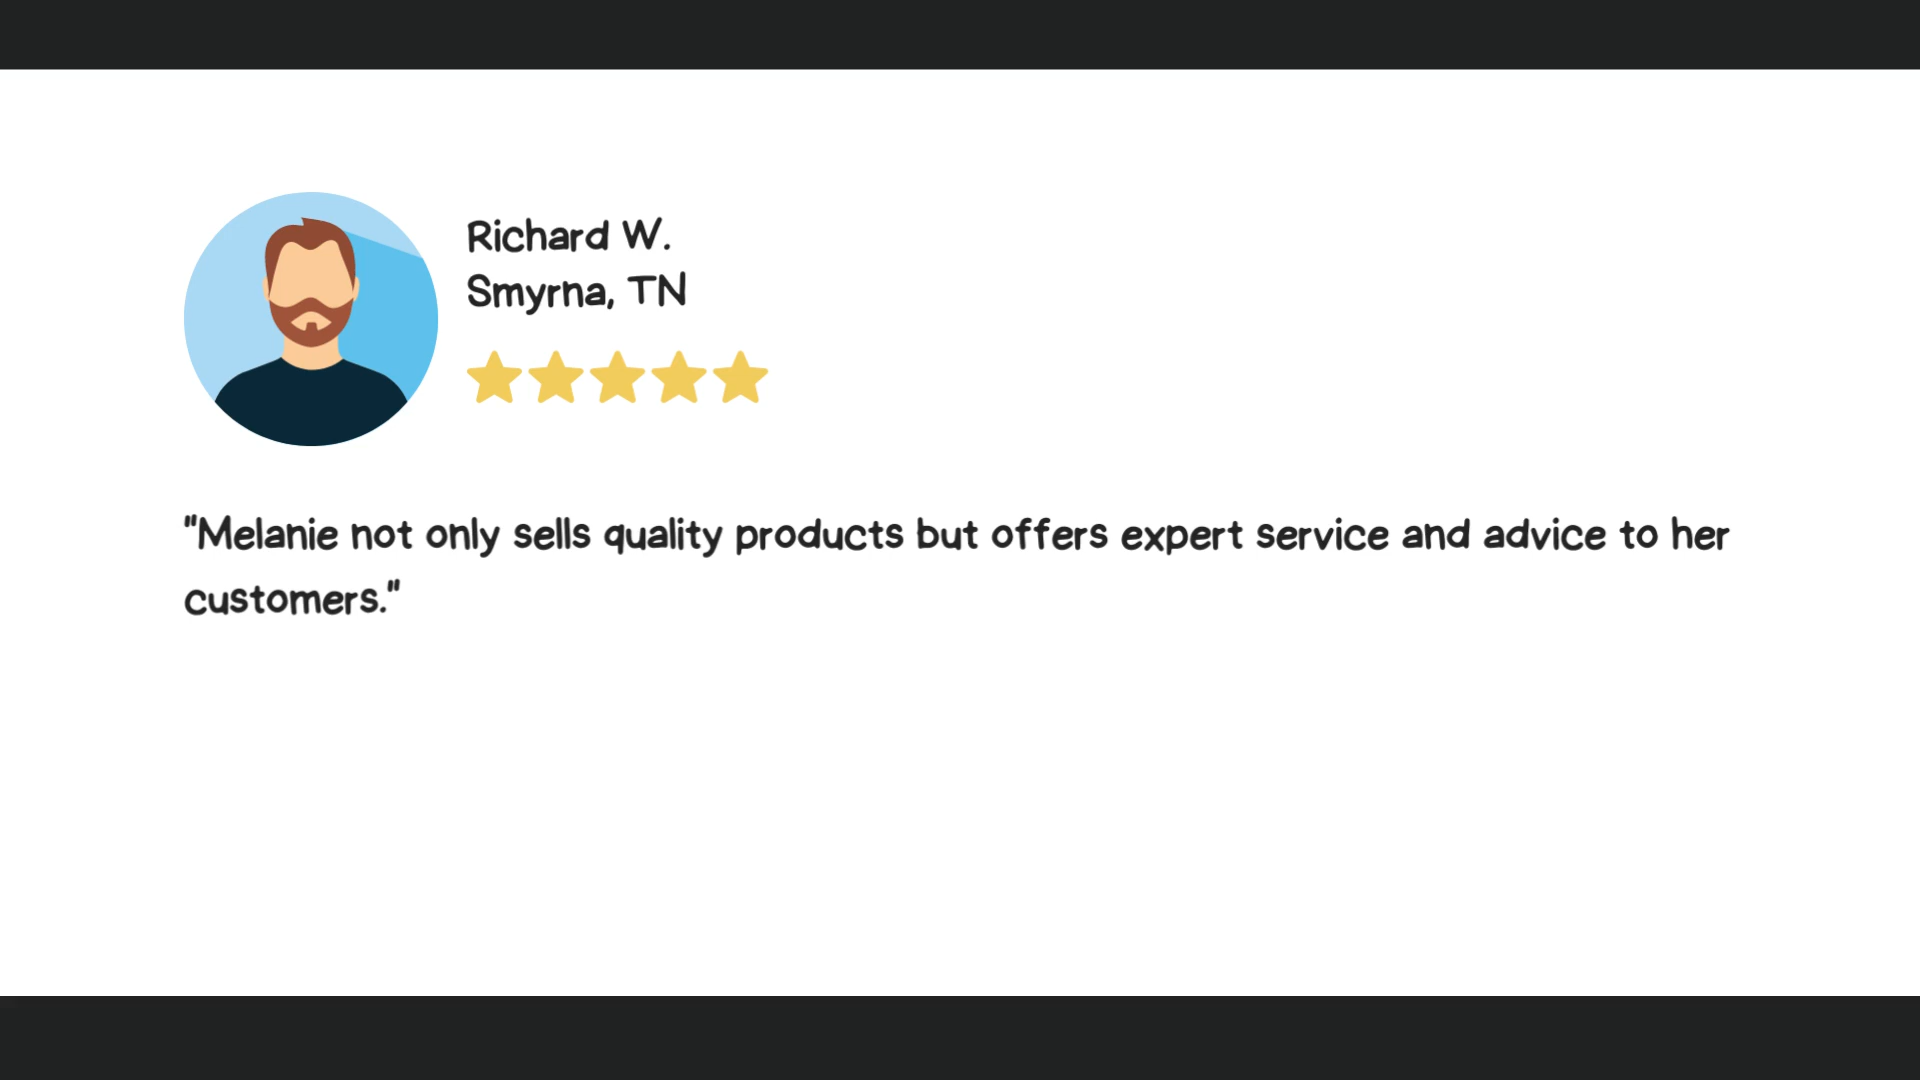 Richard W.
Smyrna, TN
"Melanie not only sells quality products but offers expert service and advice to her
customers."